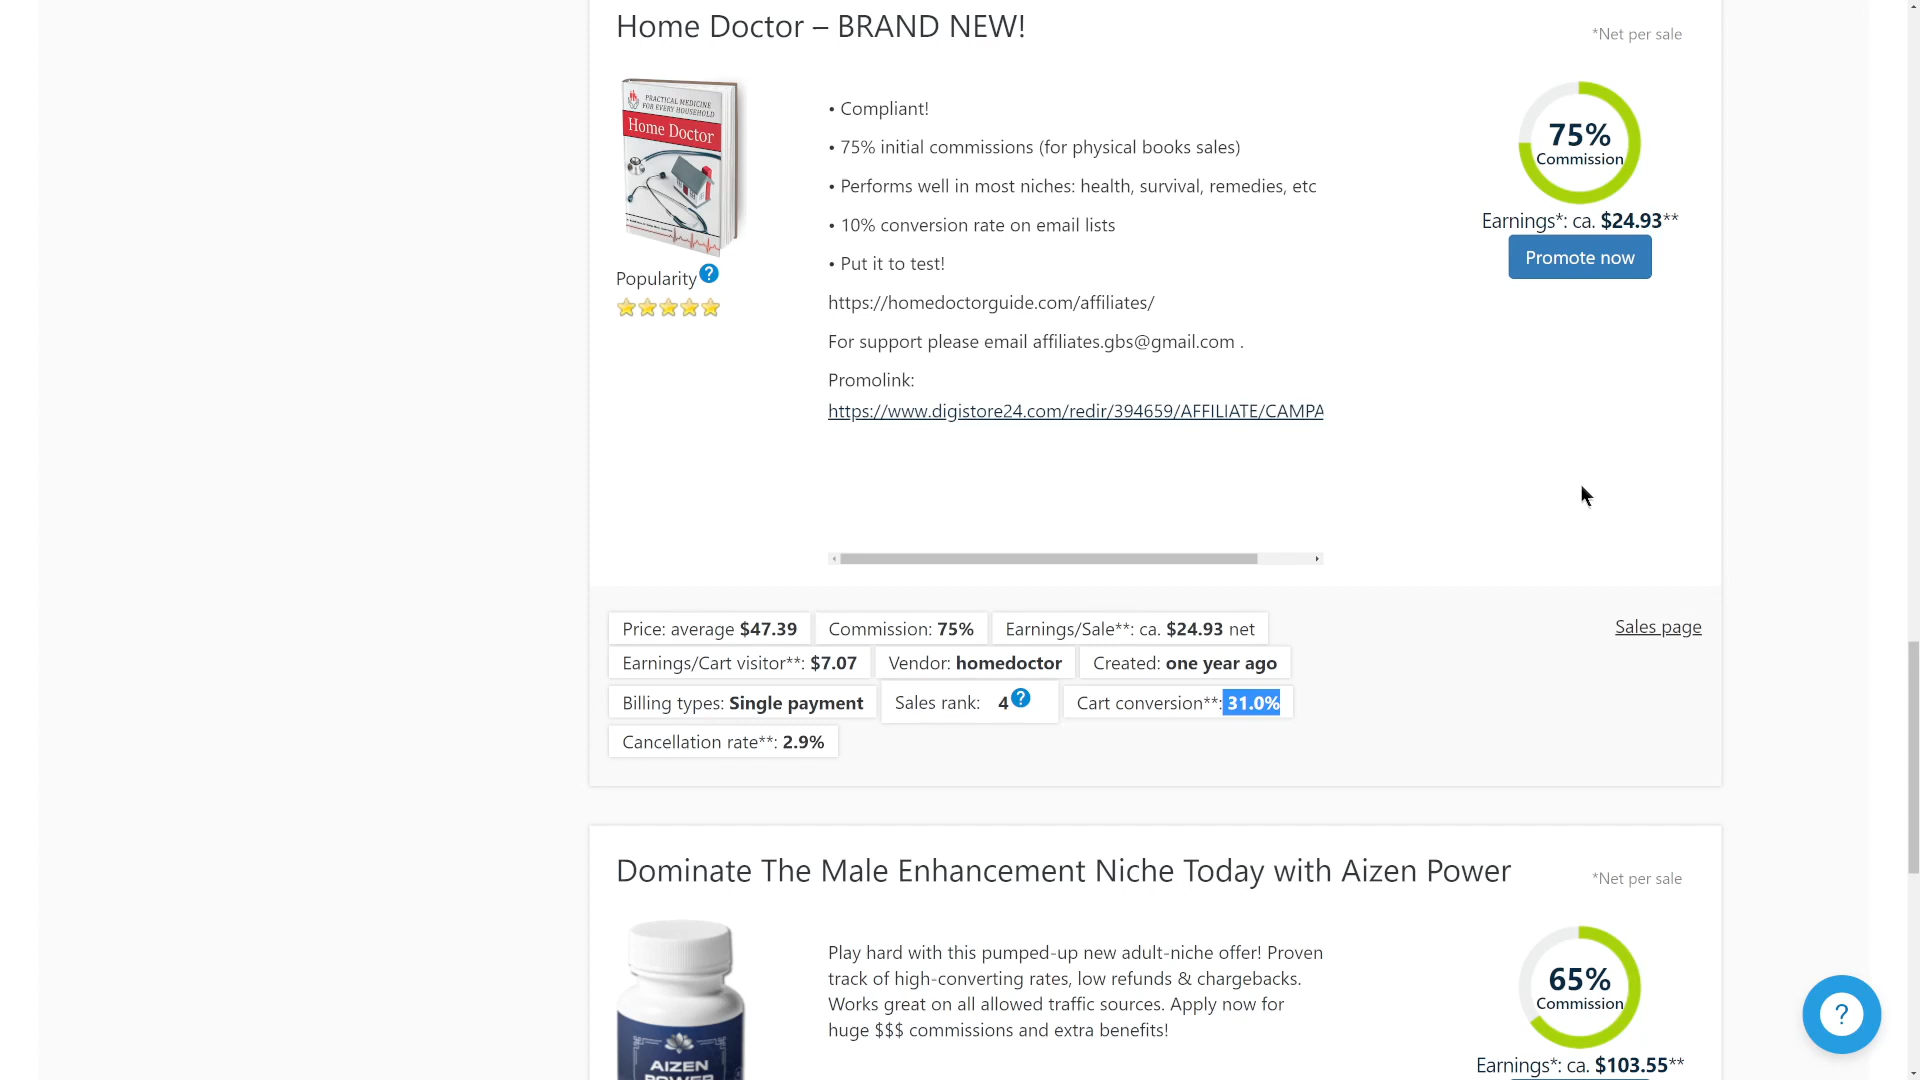 Home Doctor – BRAND NEW!
*Net per sale
PRACTICAL MEDICINE
FOR EVERY HOUSEHOLD
Home Doctor
• Compliant!
• 75% initial commissions (for physical books sales)
• Performs well in most niches: health, survival, remedies, etc
• 10% conversion rate on email lists
• Put it to test!
https://homedoctorguide.com/affiliates/
For support please email affiliates.gbs@gmail.com .
Promolink:
https://www.digistore24.com/redir/394659/AFFILIATE/CAMPA
75%
Commission
Earnings*: ca. $24.93**
Promote now
Popularity ?
Price: average $47.39
Commission: 75%
Earnings/Sale**: ca. $24.93 net
Sales page
Earnings/Cart visitor**: $7.07
Vendor: homedoctor
Created: one year ago
Billing types: Single payment
Sales rank: 4 ?
Cart conversion**: 31.0%
Cancellation rate**: 2.9%
Dominate The Male Enhancement Niche Today with Aizen Power
*Net per sale
AIZEN
POWER
Play hard with this pumped-up new adult-niche offer! Proven
track of high-converting rates, low refunds & chargebacks.
Works great on all allowed traffic sources. Apply now for
huge $$$ commissions and extra benefits!
65%
Commission
Earnings*: ca. $103.55**
?